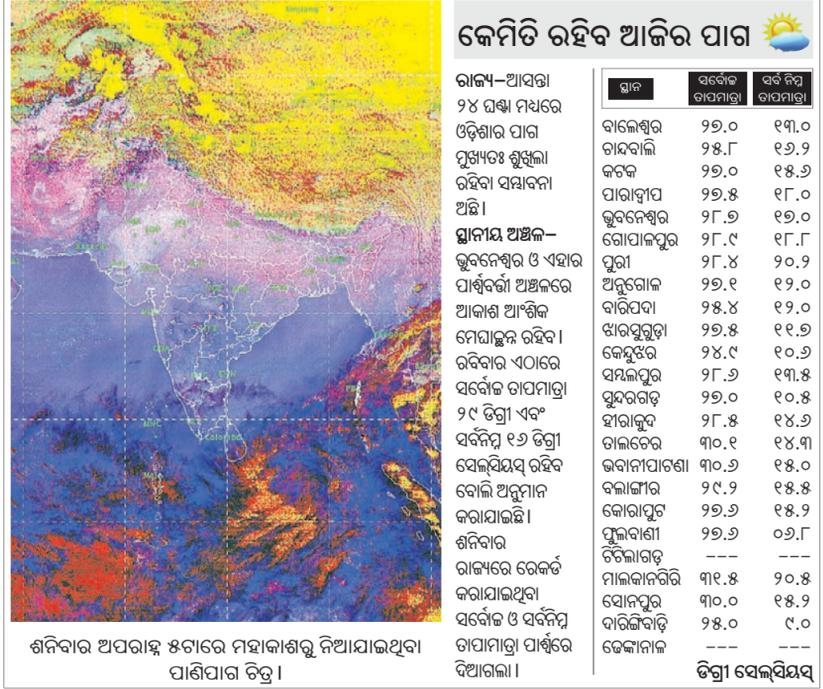 କେମିତି ରହିବ ଆଜିର ପାଗ
ରାଜ୍ୟ–ଆସନ୍ତା
୨୪ ଘଣ୍ଟା ମଧ୍ୟରେ
ଓଡ଼ିଶାର ପାଗ
ମୁଖ୍ୟତଃ ଶୁଖିଲା
ରହିବା ସମ୍ଭାବନା
ଅଛି।
ସ୍ଥାନୀୟ ଅଞ୍ଚଳ–
ଭୁବନେଶ୍ୱର ଓ ଏହାର
ପାର୍ଶ୍ୱବର୍ତ୍ତୀ ଅଞ୍ଚଳରେ
ଆକାଶ ଆଂଶିକ
ମେଘାଚ୍ଛନ୍ନ ରହିବ।
ରବିବାର ଏଠାରେ
ସର୍ବୋଚ୍ଚ ତାପମାତ୍ରା
୨୯ ଡିଗ୍ରୀ ଏବଂ
ସର୍ବନିମ୍ନ ୧୬ ଡିଗ୍ରୀ
ସେଲ୍‌ସିୟସ୍ ରହିବ
ବୋଲି ଅନୁମାନ
କରାଯାଇଛି।
ଶନିବାର
ରାଜ୍ୟରେ ରେକର୍ଡ
କରାଯାଇଥିବା
ସର୍ବୋଚ୍ଚ ଓ ସର୍ବନିମ୍ନ
ତାପାମାତ୍ରା ପାର୍ଶ୍ୱରେ
ଦିଆଗଲା।
ସ୍ଥାନ ସର୍ବୋଚ୍ଚ ତାପମାତ୍ରା ସର୍ବ ନିମ୍ନ ତାପମାତ୍ରା
ବାଲେଶ୍ୱର ୨୭.୦ ୧୩.୦
ଚାନ୍ଦବାଲି ୨୫.୮ ୧୬.୨
କଟକ ୨୭.୦ ୧୫.୬
ପାରାଦ୍ୱୀପ ୨୭.୫ ୧୮.୦
ଭୁବନେଶ୍ୱର ୨୮.୭ ୧୭.୦
ଗୋପାଳପୁର ୨୮.୯ ୧୮.୮
ପୁରୀ ୨୮.୪ ୨୦.୨
ଅନୁଗୋଳ ୨୭.୧ ୧୨.୦
ବାରିପଦା ୨୫.୪ ୧୨.୦
ଝାରସୁଗୁଡ଼ା ୨୭.୫ ୧୧.୭
କେନ୍ଦୁଝର ୨୪.୯ ୧୦.୬
ସମ୍ବଲପୁର ୨୮.୬ ୧୩.୫
ସୁନ୍ଦରଗଡ଼ ୨୭.୦ ୧୦.୫
ହୀରାକୁଦ ୨୮.୫ ୧୪.୬
ତାଲଚେର ୩୦.୧ ୧୪.୩
ଭବାନୀପାଟଣା ୩୦.୬ ୧୫.୦
ବଲାଙ୍ଗୀର ୨୯.୨ ୧୫.୫
କୋରାପୁଟ ୨୭.୬ ୧୫.୨
ଫୁଲବାଣୀ ୨୭.୬ ୦୬.୮
ଟିଟିଲାଗଡ଼ --- ---
ମାଲକାନଗିରି ୩୧.୫ ୨୦.୫
ସୋନପୁର ୩୦.୦ ୧୫.୨
ଦାରିଙ୍ଗିବାଡ଼ି ୨୫.୦ ୯.୦
ଢେଙ୍କାନାଳ --- ---
ଡିଗ୍ରୀ ସେଲ୍‌ସିୟସ୍
ଶନିବାର ଅପରାହ୍ନ ୫ଟାରେ ମହାକାଶରୁ ନିଆଯାଇଥିବା
ପାଣିପାଗ ଚିତ୍ର।